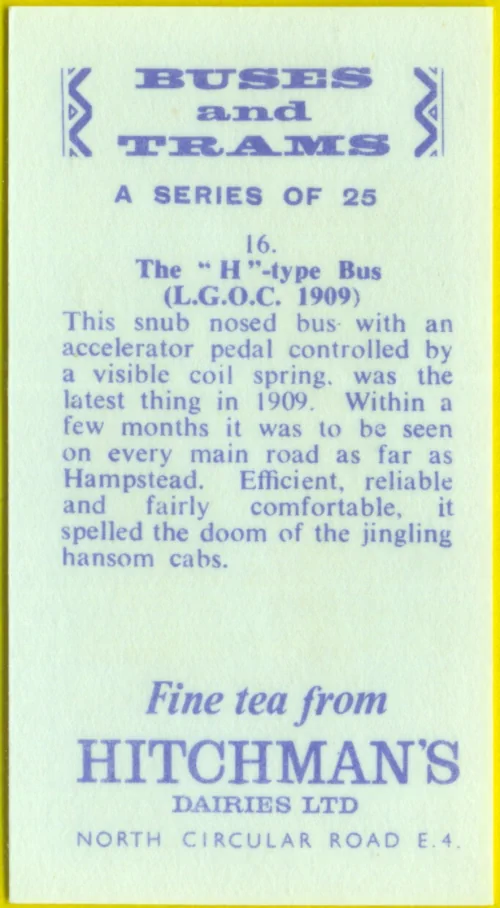 BUSES
and
TRAMS
A SERIES OF 25
16.
The "H"-type Bus
(L.G.O.C. 1909)
This snub nosed bus with an
accelerator pedal controlled by
a visible coil spring, was the
latest thing in 1909. Within a
few months it was to be seen
on every main road as far as
Hampstead. Efficient, reliable
and fairly comfortable, it
spelled the doom of the jingling
hansom cabs.
Fine tea from
HITCHMAN'S
DAIRIES LTD
NORTH CIRCULAR ROAD E.4.